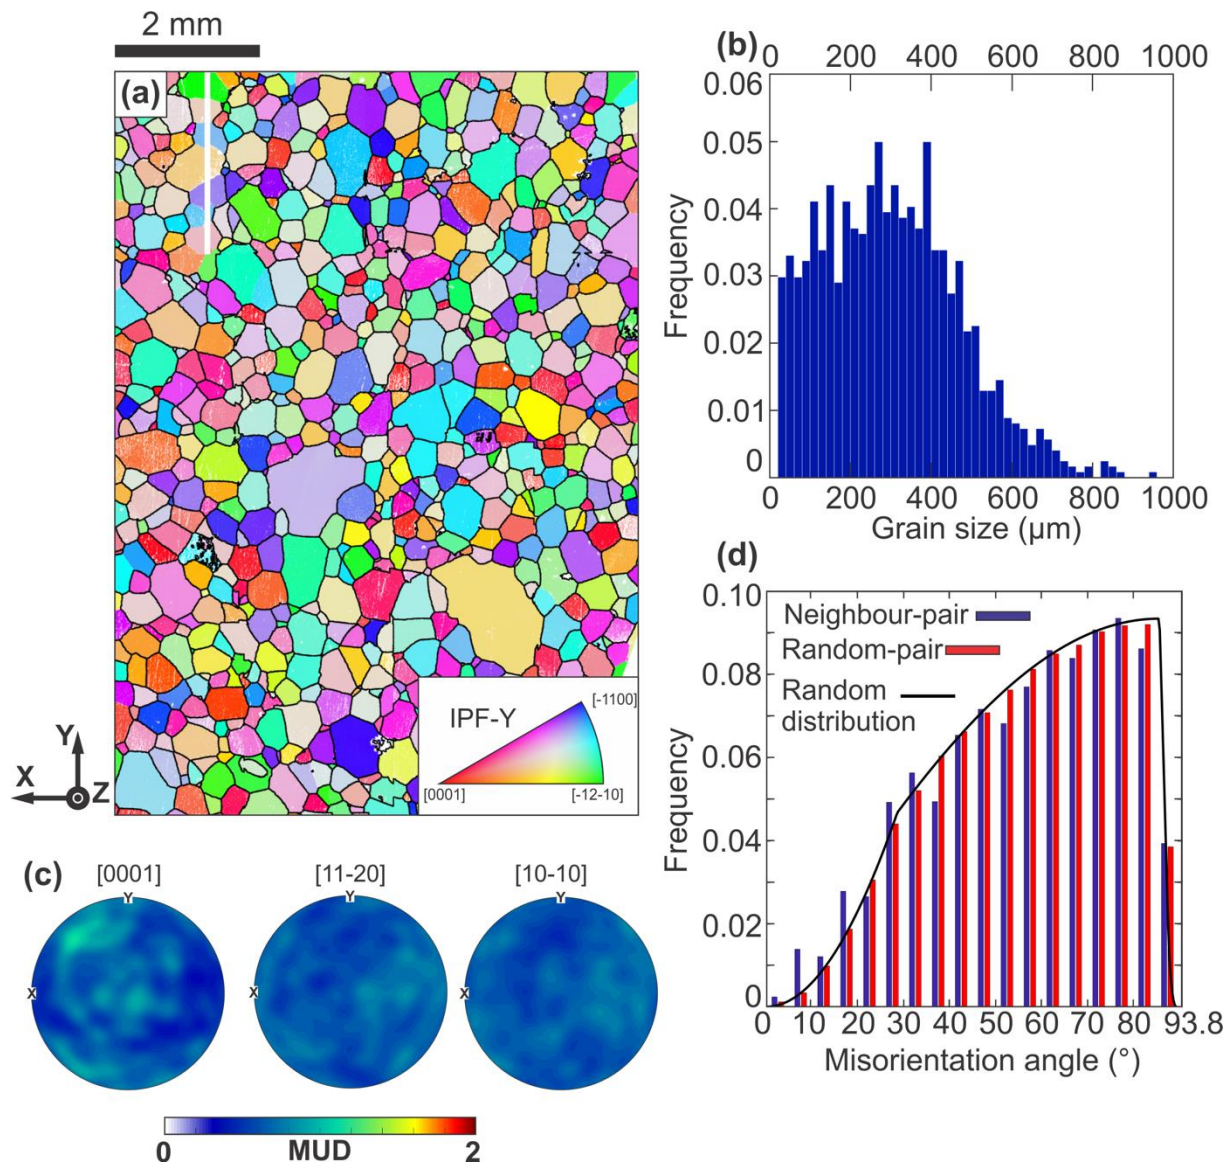 2 mm
(a)
IPF-Y
[-1100]
[0001]
[-12-10]
Y
X
Z
(b)
0 200 400 600 800 1000
0.06
0.05
0.04
0.03
0.02
0.01
0
Frequency
0 200 400 600 800 1000
Grain size (µm)
(c)
[0001]
[11-20]
[10-10]
Y
X
Y
X
Y
X
0
MUD
2
(d)
0.10
0.08
0.06
0.04
0.02
0
Frequency
Neighbour-pair
Random-pair
Random
distribution
0 10 20 30 40 50 60 70 80 93.8
Misorientation angle (°)